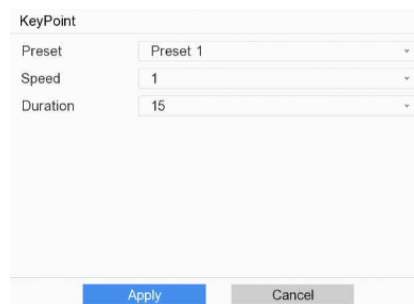 KeyPoint
Preset Preset 1
Speed 1
Duration 15
Apply Cancel